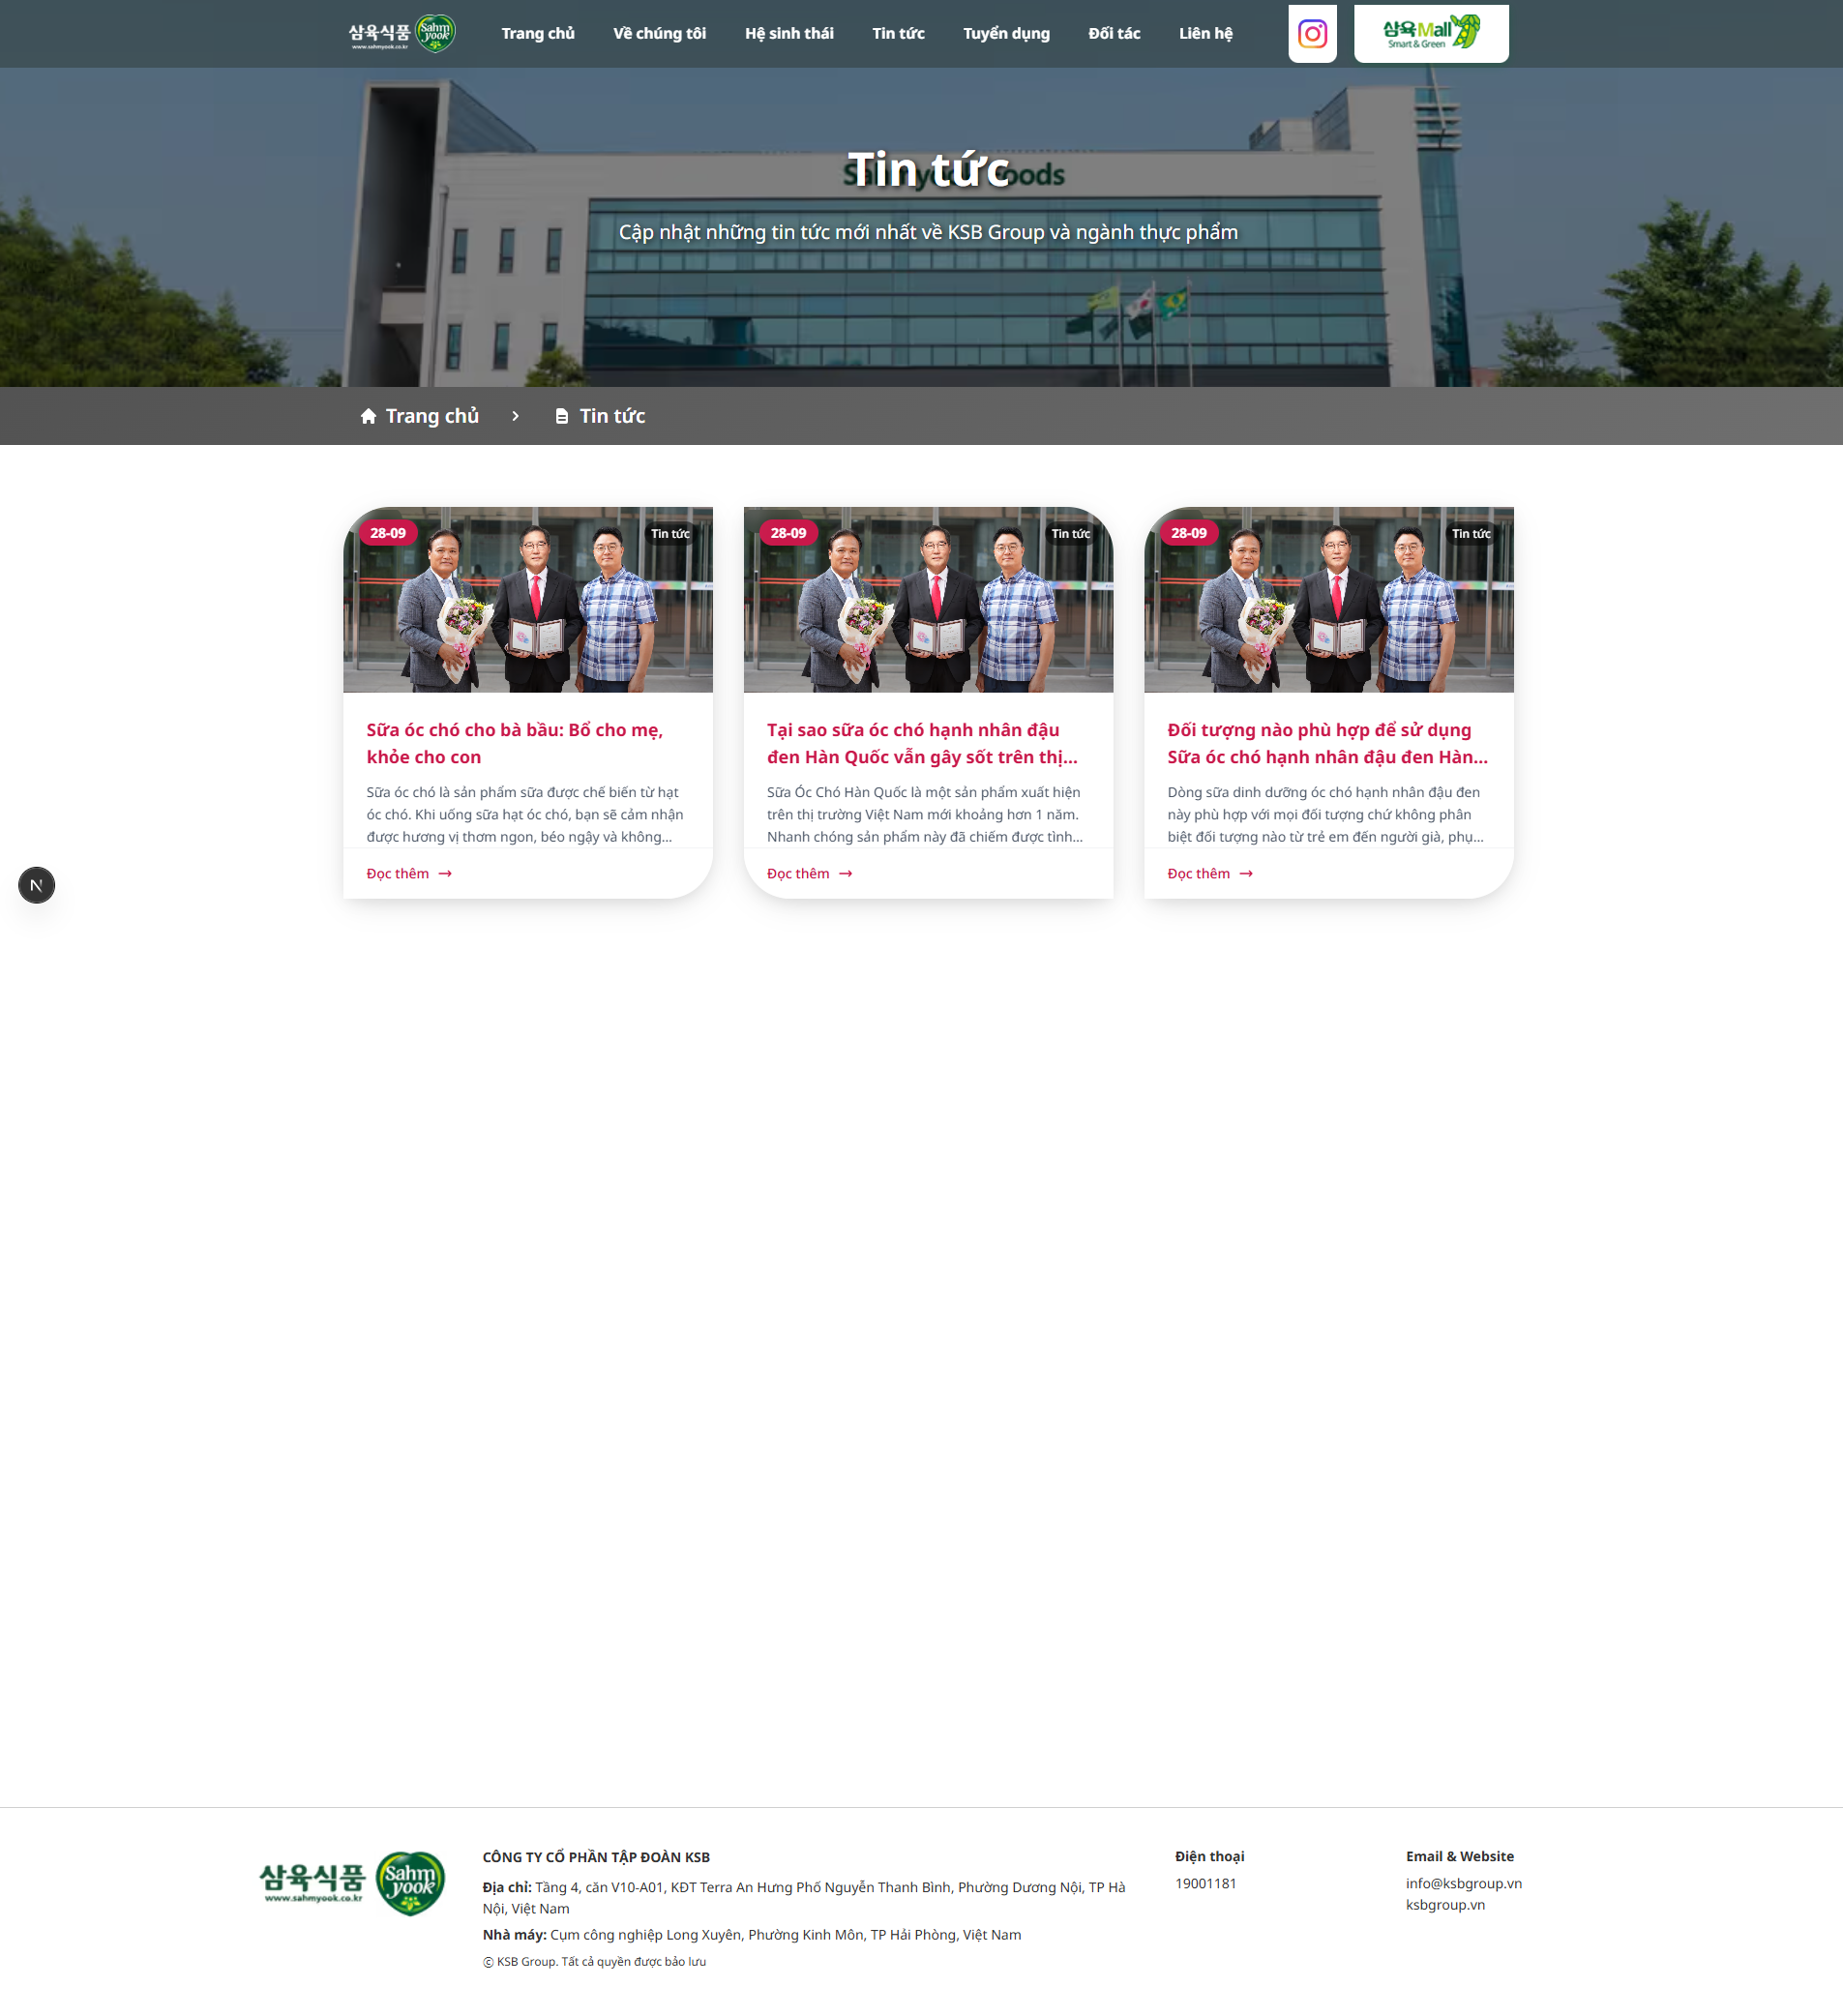 삼육식품
www.sahmyook.co.kr
Sahm
yook
Trang chủ
Về chúng tôi
Hệ sinh thái
Tin tức
Tuyển dụng
Đối tác
Liên hệ
삼육Mall
Smart & Green
Tin tức
Cập nhật những tin tức mới nhất về KSB Group và ngành thực phẩm
Trang chủ
Tin tức
28-09
Tin tức
Sữa óc chó cho bà bầu: Bổ cho mẹ,
khỏe cho con
Sữa óc chó là sản phẩm sữa được chế biến từ hạt
óc chó. Khi uống sữa hạt óc chó, bạn sẽ cảm nhận
được hương vị thơm ngon, béo ngậy và không...
Đọc thêm →
28-09
Tin tức
Tại sao sữa óc chó hạnh nhân đậu
đen Hàn Quốc vẫn gây sốt trên thị...
Sữa Óc Chó Hàn Quốc là một sản phẩm xuất hiện
trên thị trường Việt Nam mới khoảng hơn 1 năm.
Nhanh chóng sản phẩm này đã chiếm được tình...
Đọc thêm →
28-09
Tin tức
Đối tượng nào phù hợp để sử dụng
Sữa óc chó hạnh nhân đậu đen Hàn...
Dòng sữa dinh dưỡng óc chó hạnh nhân đậu đen
này phù hợp với mọi đối tượng chứ không phân
biệt đối tượng nào từ trẻ em đến người già, phụ...
Đọc thêm →
N
삼육식품
www.sahmyook.co.kr
Sahm
yook
CÔNG TY CỔ PHẦN TẬP ĐOÀN KSB
Địa chỉ: Tầng 4, căn V10-A01, KĐT Terra An Hưng Phố Nguyễn Thanh Bình, Phường Dương Nội, TP Hà
Nội, Việt Nam
Nhà máy: Cụm công nghiệp Long Xuyên, Phường Kinh Môn, TP Hải Phòng, Việt Nam
© KSB Group. Tất cả quyền được bảo lưu
Điện thoại
19001181
Email & Website
info@ksbgroup.vn
ksbgroup.vn